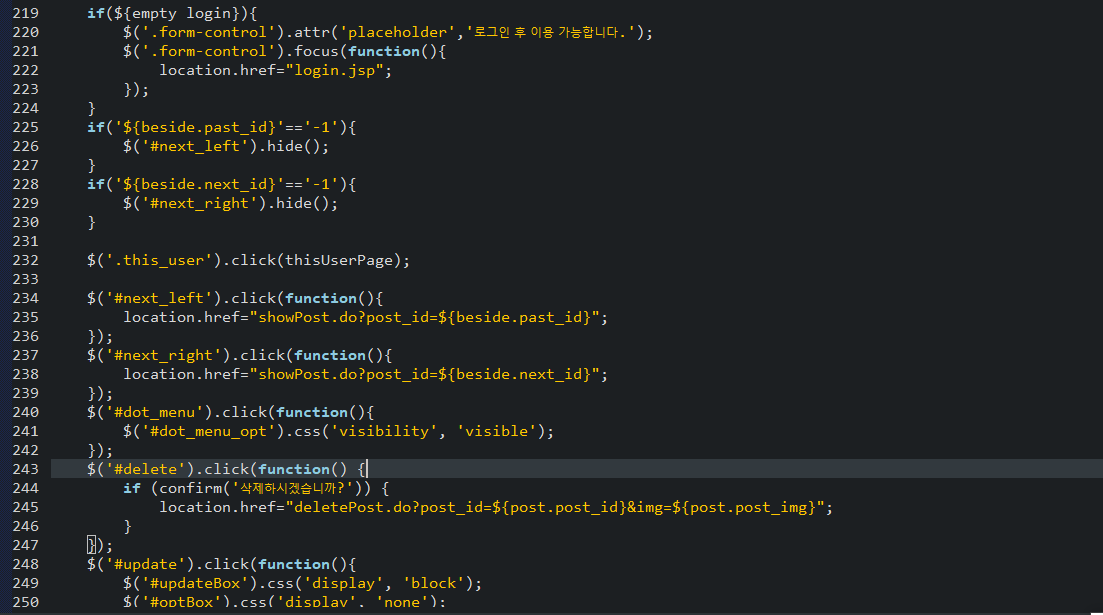 219 if(${empty login}){
220 $('.form-control').attr('placeholder','로그인 후 이용 가능합니다.');
221 $('.form-control').focus(function(){
222 location.href="login.jsp";
223 });
224 }
225 if('${beside.past_id}'=='-1'){
226 $('#next_left').hide();
227 }
228 if('${beside.next_id}'=='-1'){
229 $('#next_right').hide();
230 }
231
232 $('.this_user').click(thisUserPage);
233
234 $('#next_left').click(function(){
235 location.href="showPost.do?post_id=${beside.past_id}";
236 });
237 $('#next_right').click(function(){
238 location.href="showPost.do?post_id=${beside.next_id}";
239 });
240 $('#dot_menu').click(function(){
241 $('#dot_menu_opt').css('visibility', 'visible');
242 });
243 $('#delete').click(function() {
244 if (confirm('삭제하시겠습니까?')) {
245 location.href="deletePost.do?post_id=${post.post_id}&img=${post.post_img}";
246 }
247 });
248 $('#update').click(function(){
249 $('#updateBox').css('display', 'block');
250 $('#optBox').css('display', 'none');